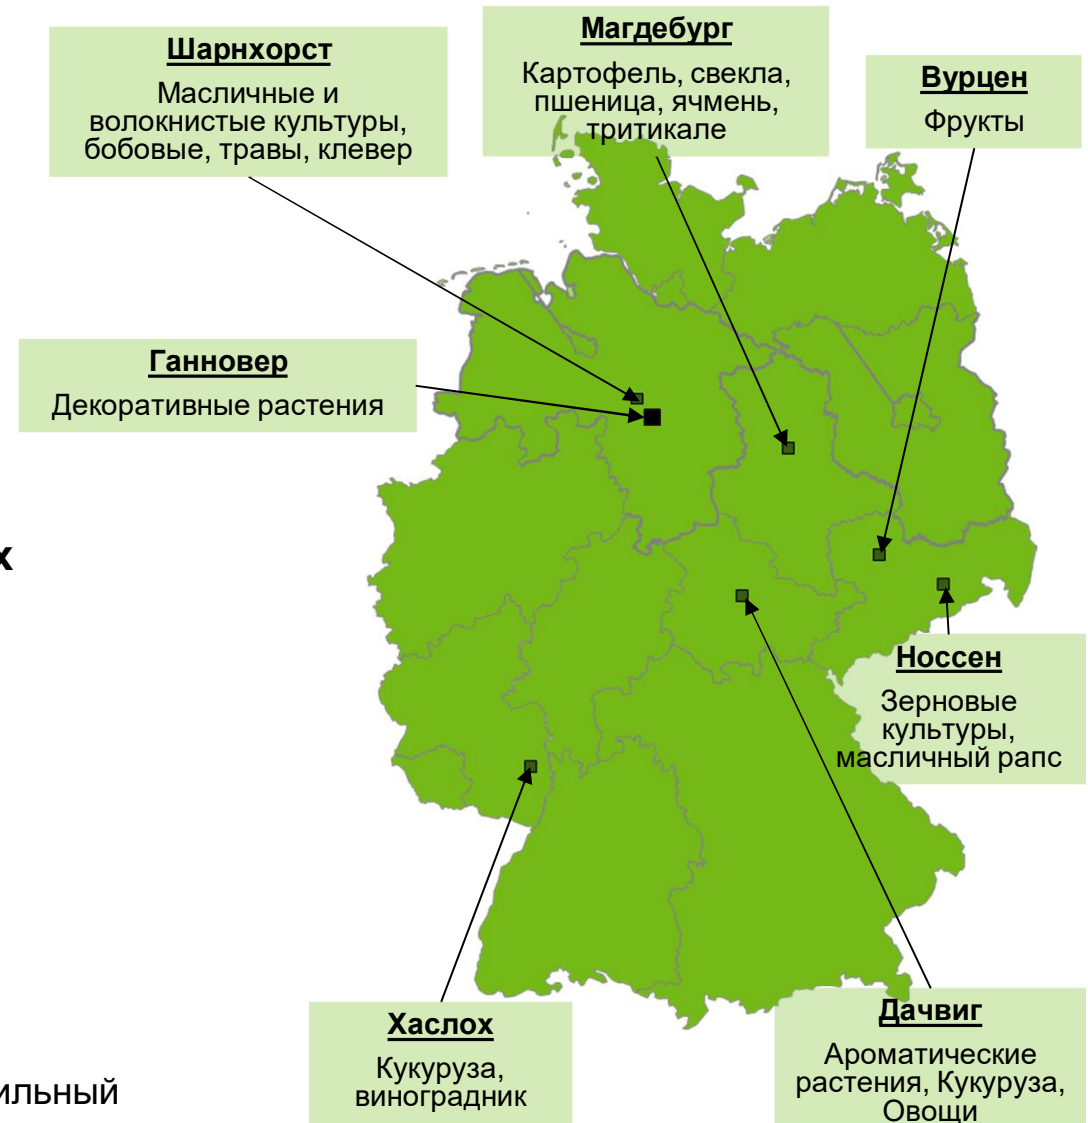 Шарнхорст
Масличные и
волокнистые культуры,
бобовые, травы, клевер
Магдебург
Картофель, свекла,
пшеница, ячмень,
тритикале
Вурцен
Фрукты
Ганновер
Декоративные растения
х
Носсен
Зерновые
культуры,
масличный рапс
Хаслох
Кукуруза,
виноградник
Дачвиг
Ароматические
растения, Кукуруза,
Овощи
ильный